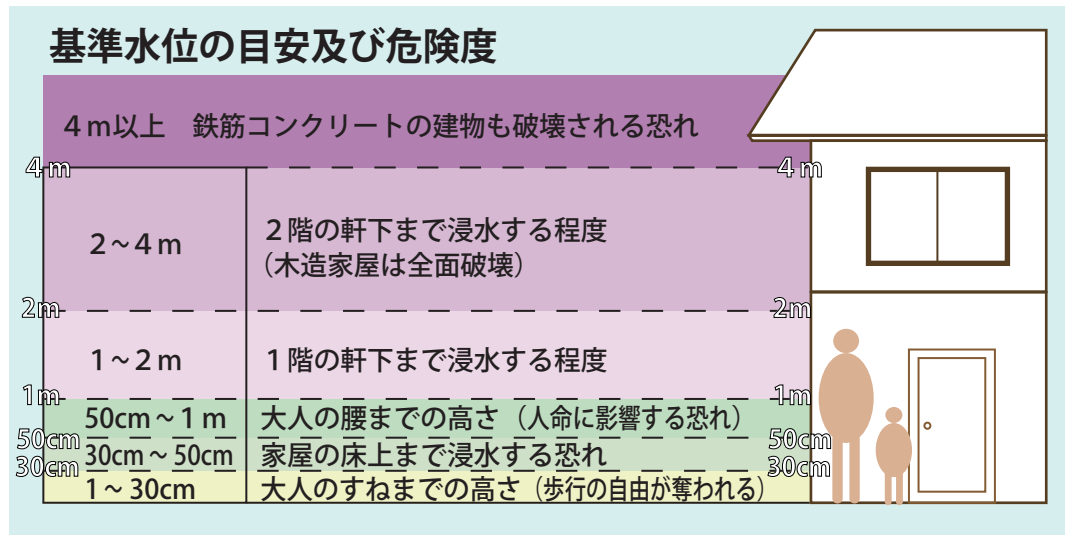 基準水位の目安及び危険度
４ｍ以上　鉄筋コンクリートの建物も破壊される恐れ
４ｍ
４ｍ
２～４ｍ
２階の軒下まで浸水する程度
（木造家屋は全面破壊）
2m
2m
１～２ｍ
１階の軒下まで浸水する程度
1m
1m
50cm～１ｍ
大人の腰までの高さ（人命に影響する恐れ）
50cm
50cm
30cm～50cm
家屋の床上まで浸水する恐れ
30cm
30cm
1～30cm
大人のすねまでの高さ（歩行の自由が奪われる）